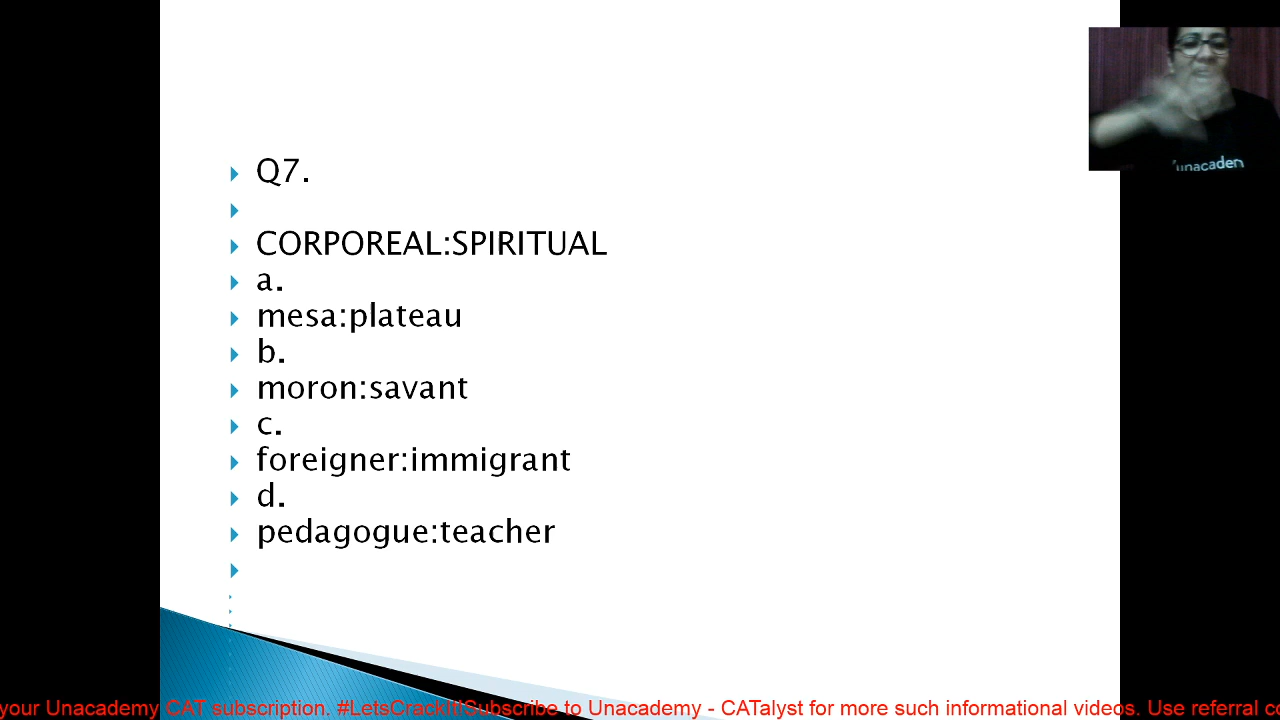 Q7.
CORPOREAL:SPIRITUAL
a.
mesa:plateau
b.
moron:savant
c.
foreigner:immigrant
d.
pedagogue:teacher
unacadem
your Unacademy CAT subscription. #LetsCrackIt!Subscribe to Unacademy - CATalyst for more such informational videos. Use referral co